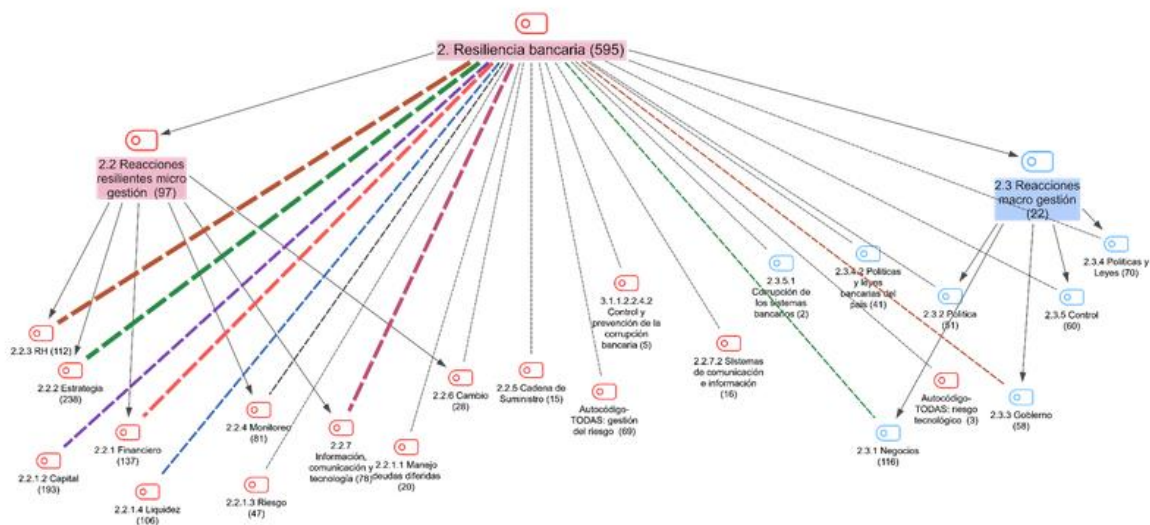 2. Resiliencia bancaria (595)
2.2 Reacciones
resilientes micro
gestión (97)
2.3 Reacciones
macro gestión
(22)
2.3.4 Políticas y
Leyes (70)
2.3.5.1
Corrupción de
los sistemas
bancarios (2)
2.3.4.2 Políticas
y leyes
bancarias del
país (41)
2.3.2 Política
(51)
2.3.5 Control
(60)
3.1.1.2.2.4.2
Control y
prevención de la
corrupción
bancaria (5)
2.2.3 RH (112)
2.2.2 Estrategia
(238)
2.2.7.2 Sistemas
de comunicación
e información
(16)
2.2.6 Cambio
(28)
2.2.5 Cadena de
Suministro (15)
Autocódigo-
TODAS: gestión
del riesgo (69)
Autocódigo-
TODAS: riesgo
tecnológico (3)
2.3.3 Gobierno
(58)
2.2.1 Financiero
(137)
2.2.4 Monitoreo
(81)
2.2.7
Información,
comunicación y
tecnología (78)
2.2.1.1 Manejo
deudas diferidas
(20)
2.3.1 Negocios
(116)
2.2.1.2 Capital
(193)
2.2.1.4 Liquidez
(106)
2.2.1.3 Riesgo
(47)